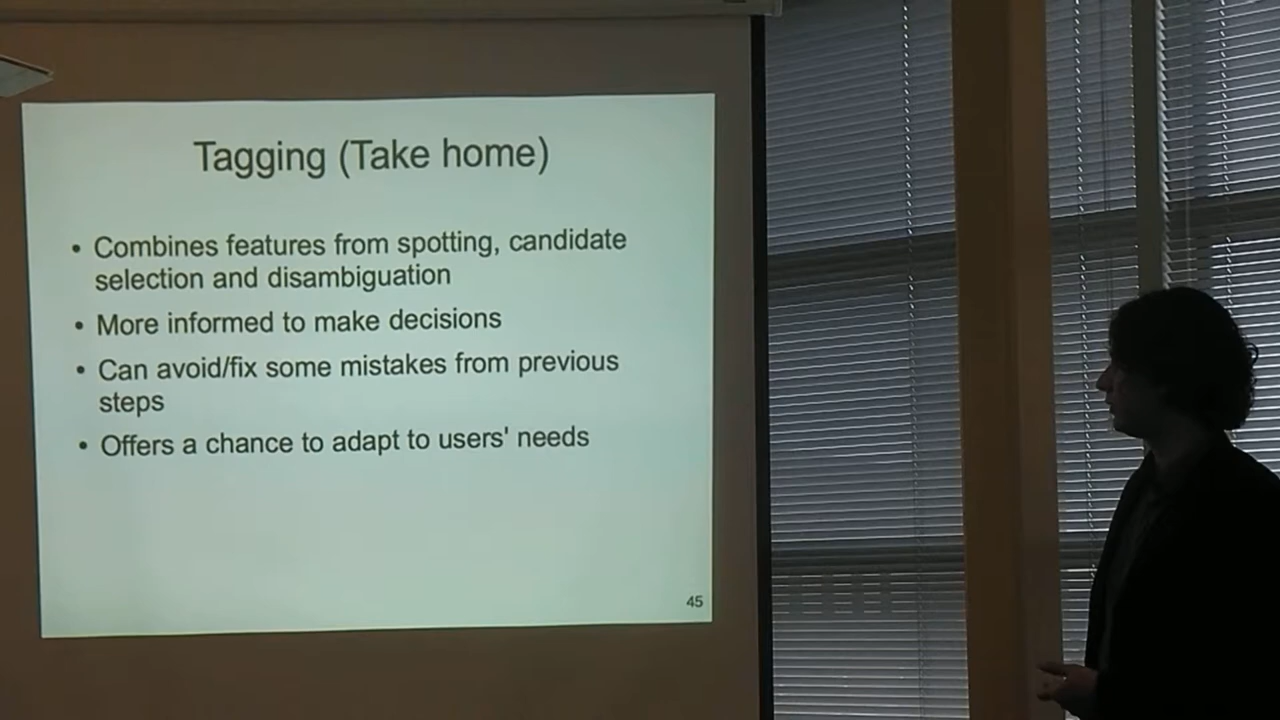 Tagging (Take home)
• Combines features from spotting, candidate
selection and disambiguation
• More informed to make decisions
• Can avoid/fix some mistakes from previous
steps
• Offers a chance to adapt to users' needs
45